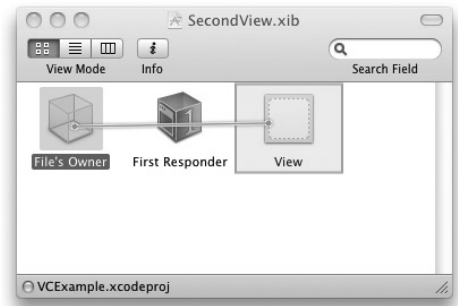 SecondView.xib
View Mode
Info
Search Field
File's Owner
First Responder
View
VCExample.xcodeproj